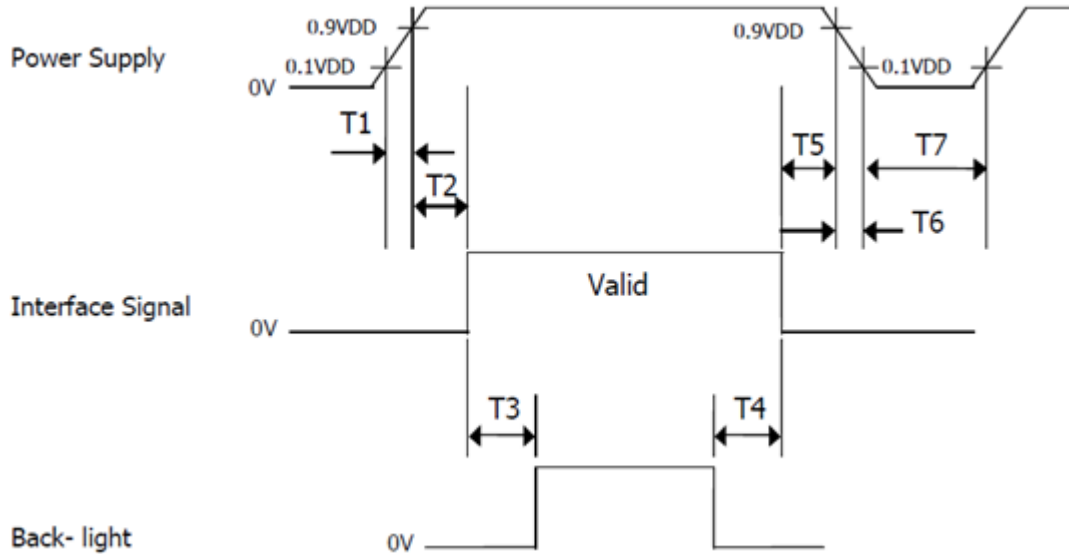 0.9VDD
0.9VDD
Power Supply
0.1VDD
0.1VDD
0V
T1
T5
T7
T2
T6
Valid
Interface Signal
0V
T3
T4
Back- light
0V